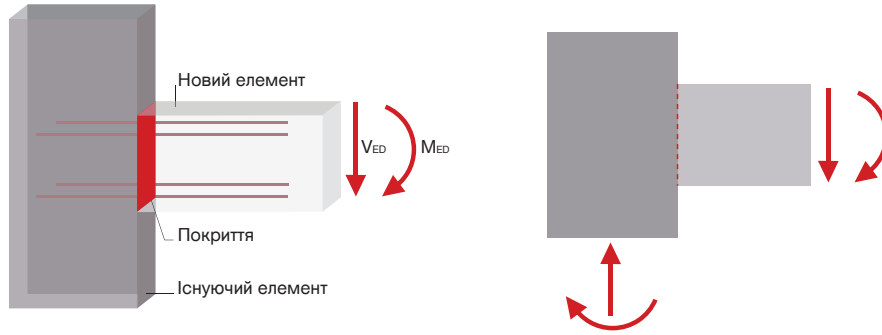 Новий елемент
VED
MED
Покриття
Існуючий елемент